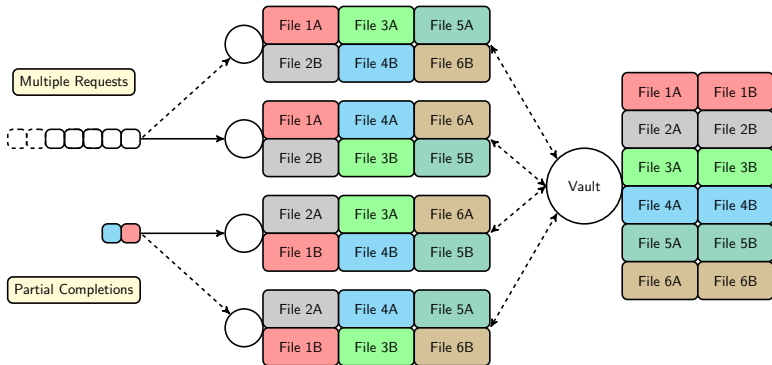 File 1A File 3A File 5A
File 2B File 4B File 6B
Multiple Requests
File 1A File 4A File 6A
File 2B File 3B File 5B
File 2A File 3A File 6A
File 1B File 4B File 5B
Partial Completions
File 2A File 4A File 5A
File 1B File 3B File 6B
Vault
File 1A File 1B
File 2A File 2B
File 3A File 3B
File 4A File 4B
File 5A File 5B
File 6A File 6B